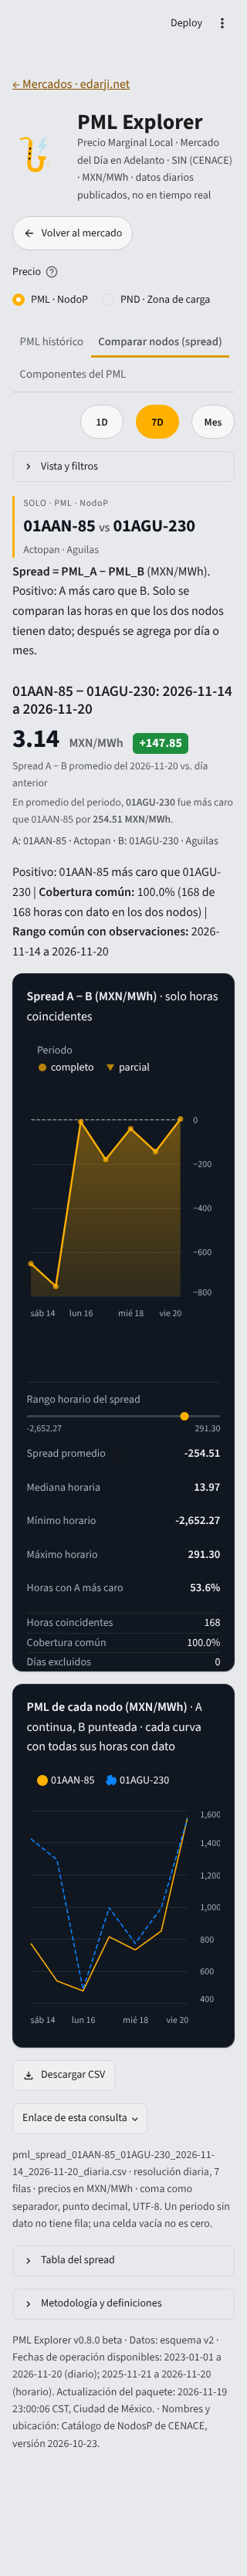 Deploy
← Mercados · edarji.net
PML Explorer
Precio Marginal Local · Mercado
del Día en Adelanto · SIN (CENACE)
· MXN/MWh · datos diarios
publicados, no en tiempo real
Volver al mercado
Precio
PML · NodoP
PND · Zona de carga
PML histórico
Comparar nodos (spread)
Componentes del PML
1D
7D
Mes
Vista y filtros
SOLO · PML · NodoP
01AAN-85 vs 01AGU-230
Actopan · Aguilas
Spread = PML_A − PML_B (MXN/MWh).
Positivo: A más caro que B. Solo se
comparan las horas en que los dos nodos
tienen dato; después se agrega por día o
mes.
01AAN-85 − 01AGU-230: 2026-11-14
a 2026-11-20
3.14 MXN/MWh +147.85
Spread A − B promedio del 2026-11-20 vs. día
anterior
En promedio del periodo, 01AGU-230 fue más caro
que 01AAN-85 por 254.51 MXN/MWh.
A: 01AAN-85 · Actopan · B: 01AGU-230 · Aguilas
Positivo: 01AAN-85 más caro que 01AGU-
230 | Cobertura común: 100.0% (168 de
168 horas con dato en los dos nodos) |
Rango común con observaciones: 2026-
11-14 a 2026-11-20
Spread A − B (MXN/MWh) · solo horas
coincidentes
Periodo
completo
parcial
0
−200
−400
−600
−800
sáb 14
lun 16
mié 18
vie 20
Rango horario del spread
-2,652.27
291.30
Spread promedio -254.51
Mediana horaria 13.97
Mínimo horario -2,652.27
Máximo horario 291.30
Horas con A más caro 53.6%
Horas coincidentes 168
Cobertura común 100.0%
Días excluidos 0
PML de cada nodo (MXN/MWh) · A
continua, B punteada · cada curva
con todas sus horas con dato
01AAN-85
01AGU-230
1,600
1,400
1,200
1,000
800
600
400
sáb 14
lun 16
mié 18
vie 20
Descargar CSV
Enlace de esta consulta
pml_spread_01AAN-85_01AGU-230_2026-11-
14_2026-11-20_diaria.csv · resolución diaria, 7
filas · precios en MXN/MWh · coma como
separador, punto decimal, UTF-8. Un periodo sin
dato no tiene fila; una celda vacía no es cero.
Tabla del spread
Metodología y definiciones
PML Explorer v0.8.0 beta · Datos: esquema v2 ·
Fechas de operación disponibles: 2023-01-01 a
2026-11-20 (diario); 2025-11-21 a 2026-11-20
(horario). Actualización del paquete: 2026-11-19
23:00:06 CST, Ciudad de México. · Nombres y
ubicación: Catálogo de NodosP de CENACE,
versión 2026-10-23.